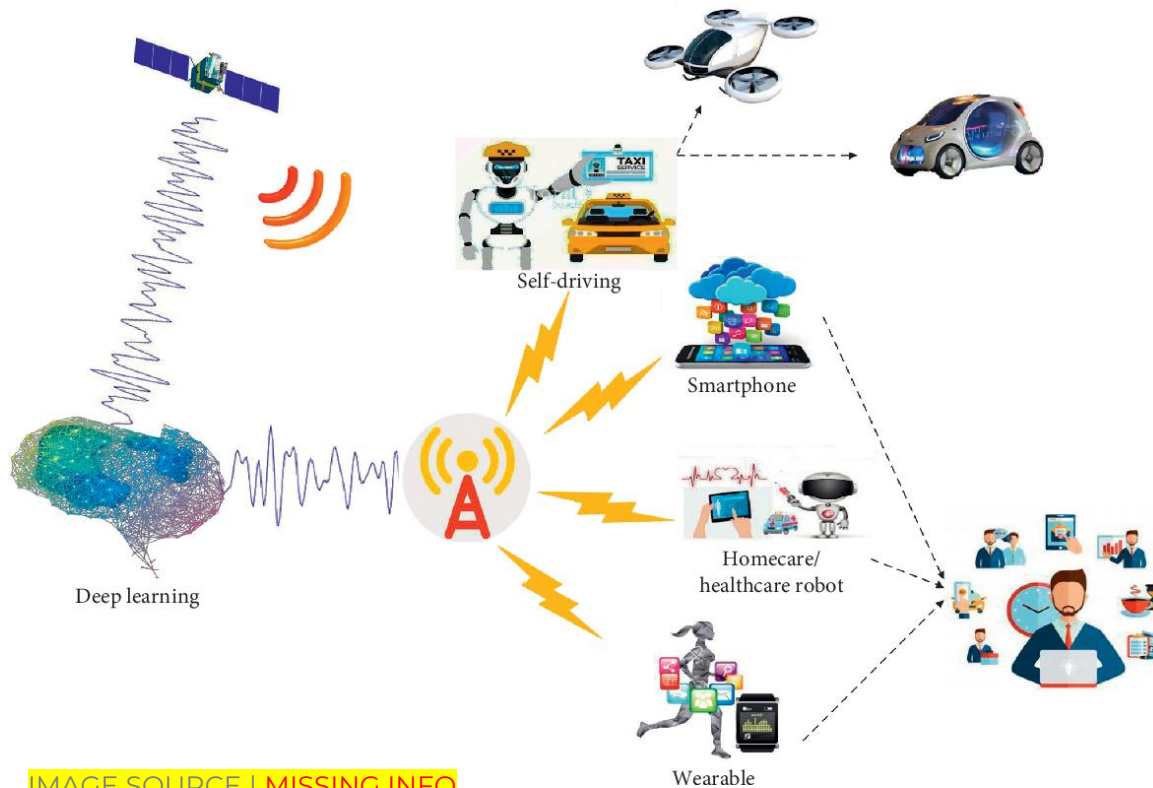 TAXI
SERVICE
Self-driving
Smartphone
Homecare/
healthcare robot
Deep learning
Wearable
IMAGE SOURCE | MISSING INFO